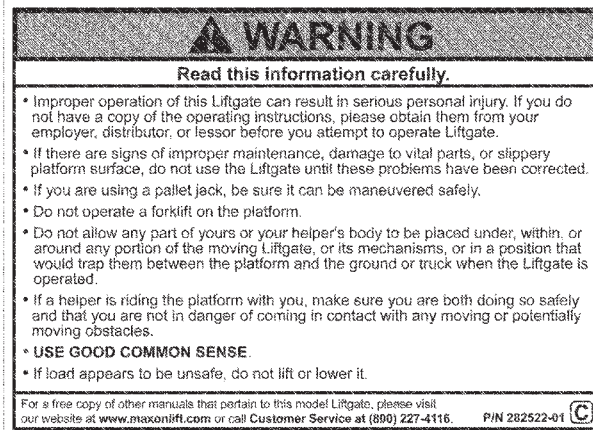 WARNING
Read this information carefully.
• Improper operation of this Liftgate can result in serious personal injury. If you do
not have a copy of the operating instructions, please obtain them from your
employer, distributor, or lessor before you attempt to operate Liftgate.
• If there are signs of improper maintenance, damage to vital parts, or slippery
platform surface, do not use the Liftgate until these problems have been corrected.
• If you are using a pallet jack, be sure it can be maneuvered safely.
• Do not operate a forklift on the platform.
• Do not allow any part of yours or your helper's body to be placed under, within, or
around any portion of the moving Liftgate, or its mechanisms, or in a position that
would trap them between the platform and the ground or truck when the Liftgate is
operated.
• If a helper is riding the platform with you, make sure you are both doing so safely
and that you are not in danger of coming in contact with any moving or potentially
moving obstacles.
• USE GOOD COMMON SENSE.
• If load appears to be unsafe, do not lift or lower it.
For a free copy of other manuals that pertain to this model Liftgate, please visit
our website at www.maxonlift.com or call Customer Service at (800) 227-4116. P/N 282522-01 C